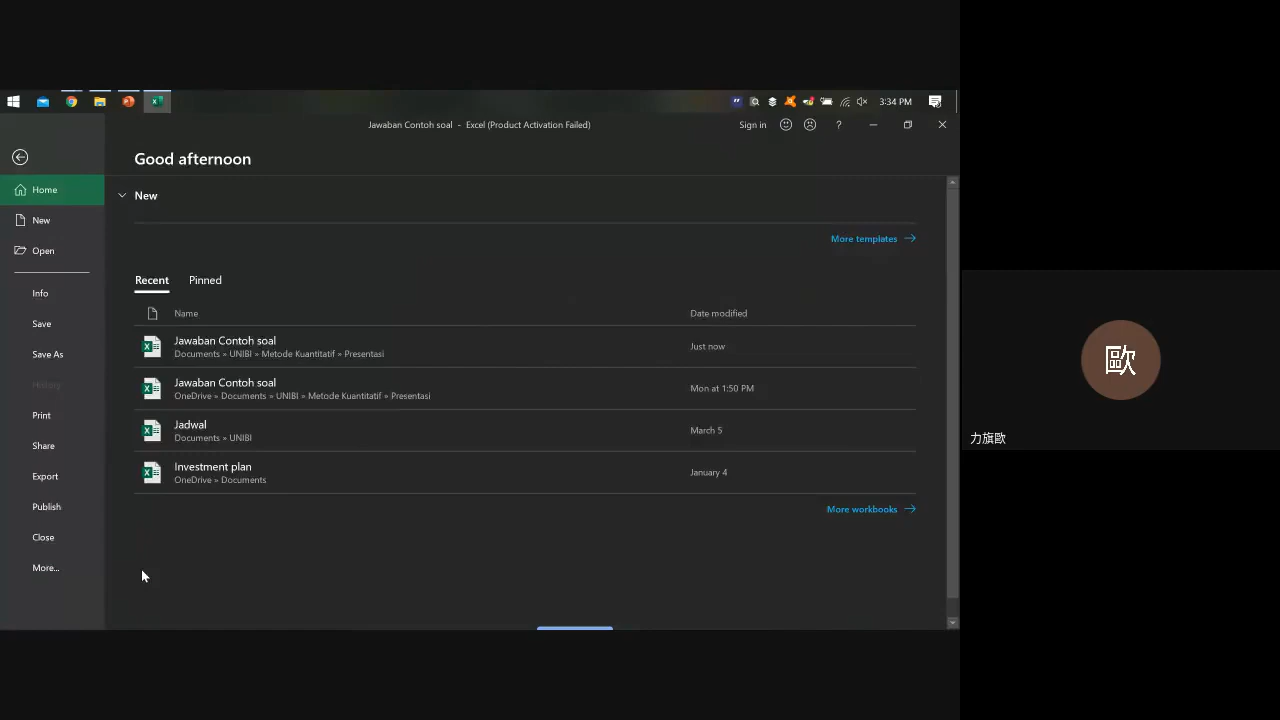 3:34 PM
Jawaban Contoh soal - Excel (Product Activation Failed)
Sign in
?
Good afternoon
Home
New
Open
Info
Save
Save As
History
Print
Share
Export
Publish
Close
More...
New
More templates
Recent Pinned
Name Date modified
Jawaban Contoh soal
Documents » UNIBI » Metode Kuantitatif » Presentasi
Just now
Jawaban Contoh soal
OneDrive » Documents » UNIBI » Metode Kuantitatif » Presentasi
Mon at 1:50 PM
Jadwal
Documents » UNIBI
March 5
Investment plan
OneDrive » Documents
January 4
More workbooks
歐
力旗歐